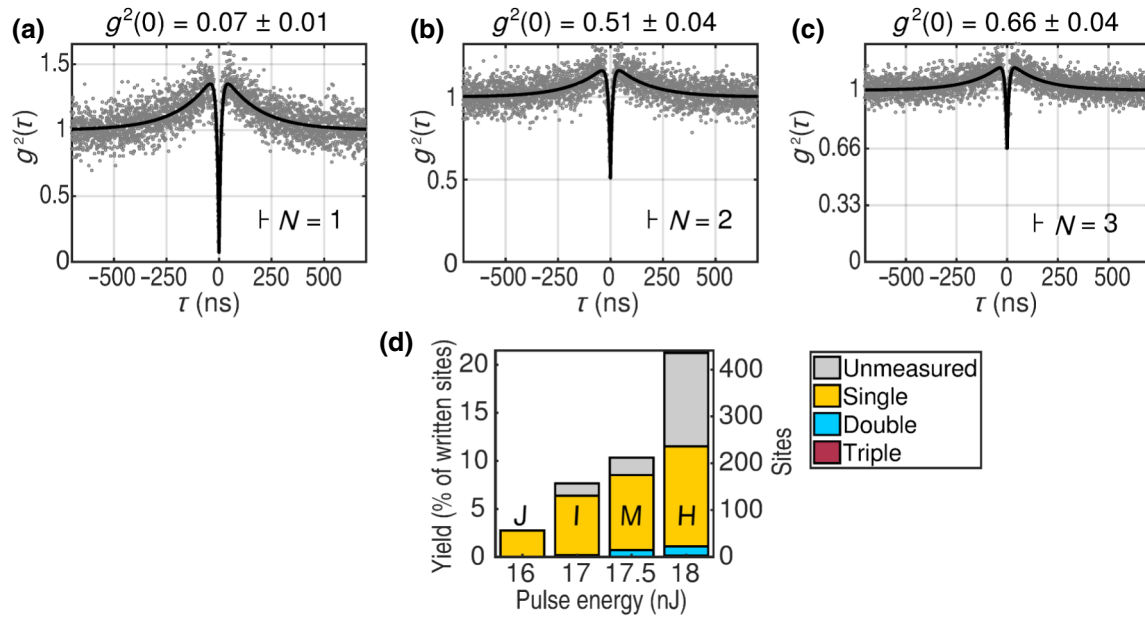 (a) g²(0) = 0.07 ± 0.01
1.5
1
0.5
0
g²(τ)
⊢ N = 1
−500 −250 0 250 500
τ (ns)
(b) g²(0) = 0.51 ± 0.04
1
0.5
0
g²(τ)
⊢ N = 2
−500 −250 0 250 500
τ (ns)
(c) g²(0) = 0.66 ± 0.04
1
0.66
0.33
0
g²(τ)
⊢ N = 3
−500 −250 0 250 500
τ (ns)
(d)
Yield (% of written sites)
20
15
10
5
0
J I M H
400
300
200
100
0
Sites
16 17 17.5 18
Pulse energy (nJ)
Unmeasured
Single
Double
Triple